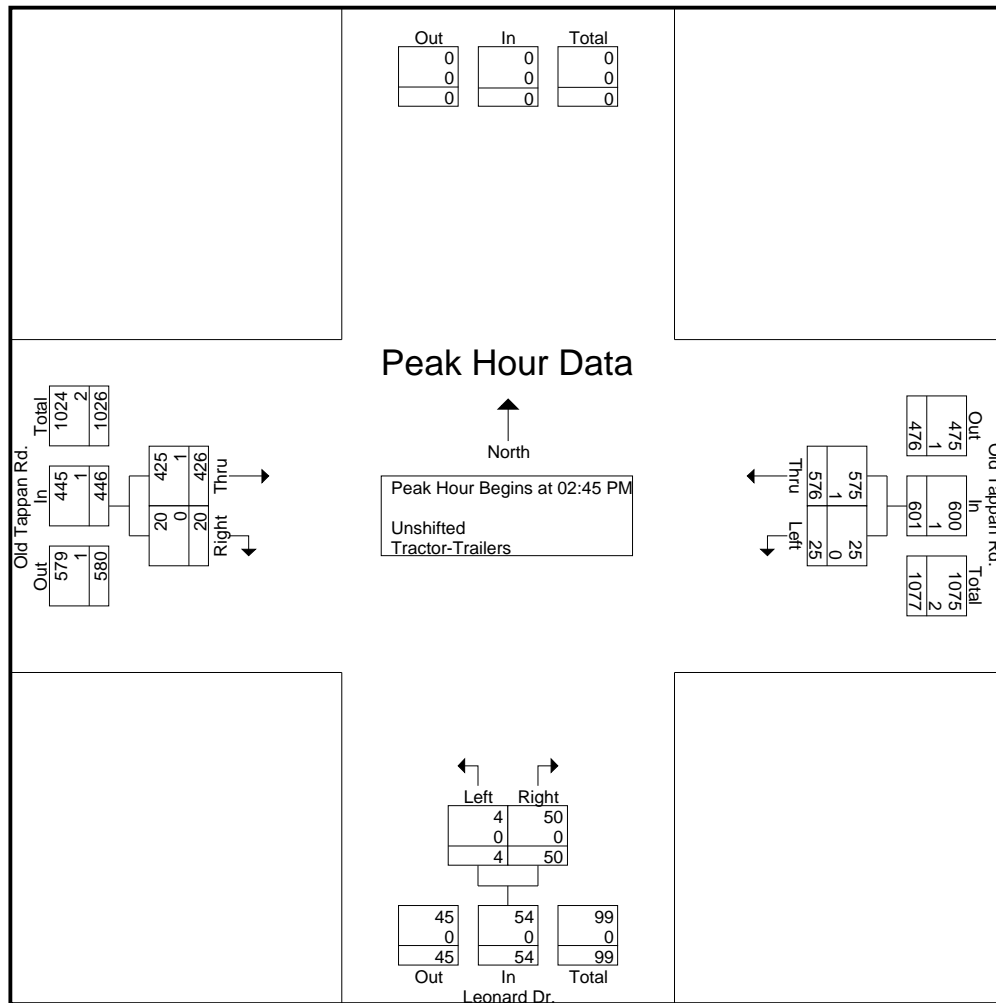 Out In Total
0 0 0
0 0 0
0 0 0
Peak Hour Data
North
Peak Hour Begins at 02:45 PM
Unshifted
Tractor-Trailers
Old Tappan Rd.
Out In Total
579 445 1024
1 1 2
580 446 1026
Right Thru
20 425
0 1
20 426
Old Tappan Rd.
Out In Total
475 600 1075
1 1 2
476 601 1077
Thru Left
575 25
1 0
576 25
Left Right
4 50
0 0
4 50
45 54 99
0 0 0
45 54 99
Out In Total
Leonard Dr.